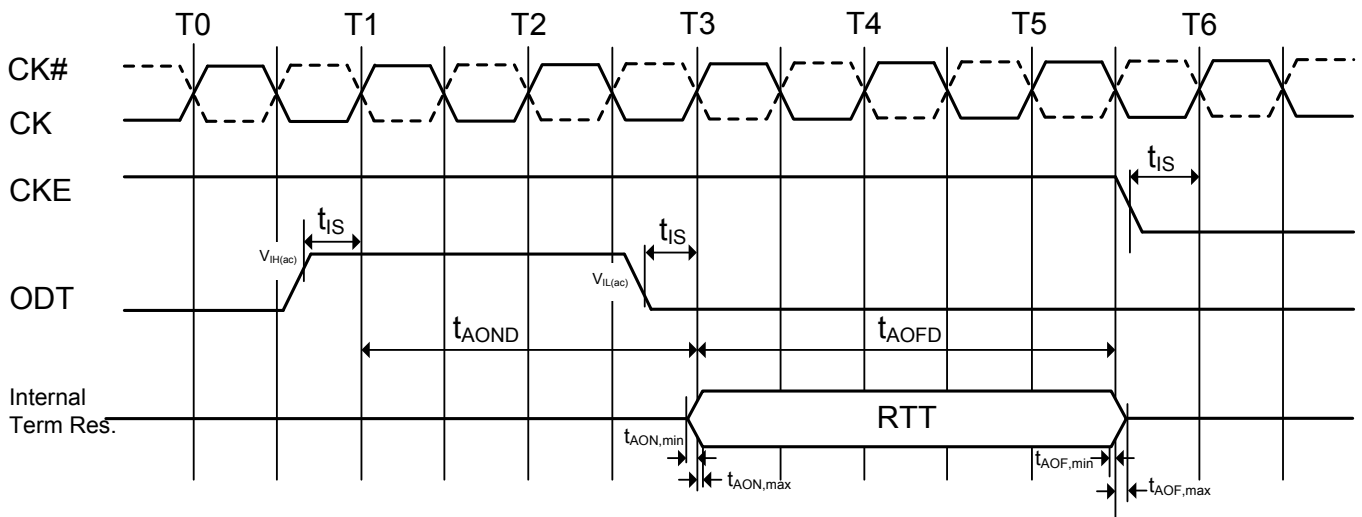 T0 T1 T2 T3 T4 T5 T6
CK#
CK
CKE
tIS
tIS
tIS
VIH(ac)
VIL(ac)
ODT
tAOND
tAOFD
Internal
Term Res.
RTT
tAON,min
tAOF,min
tAON,max
tAOF,max